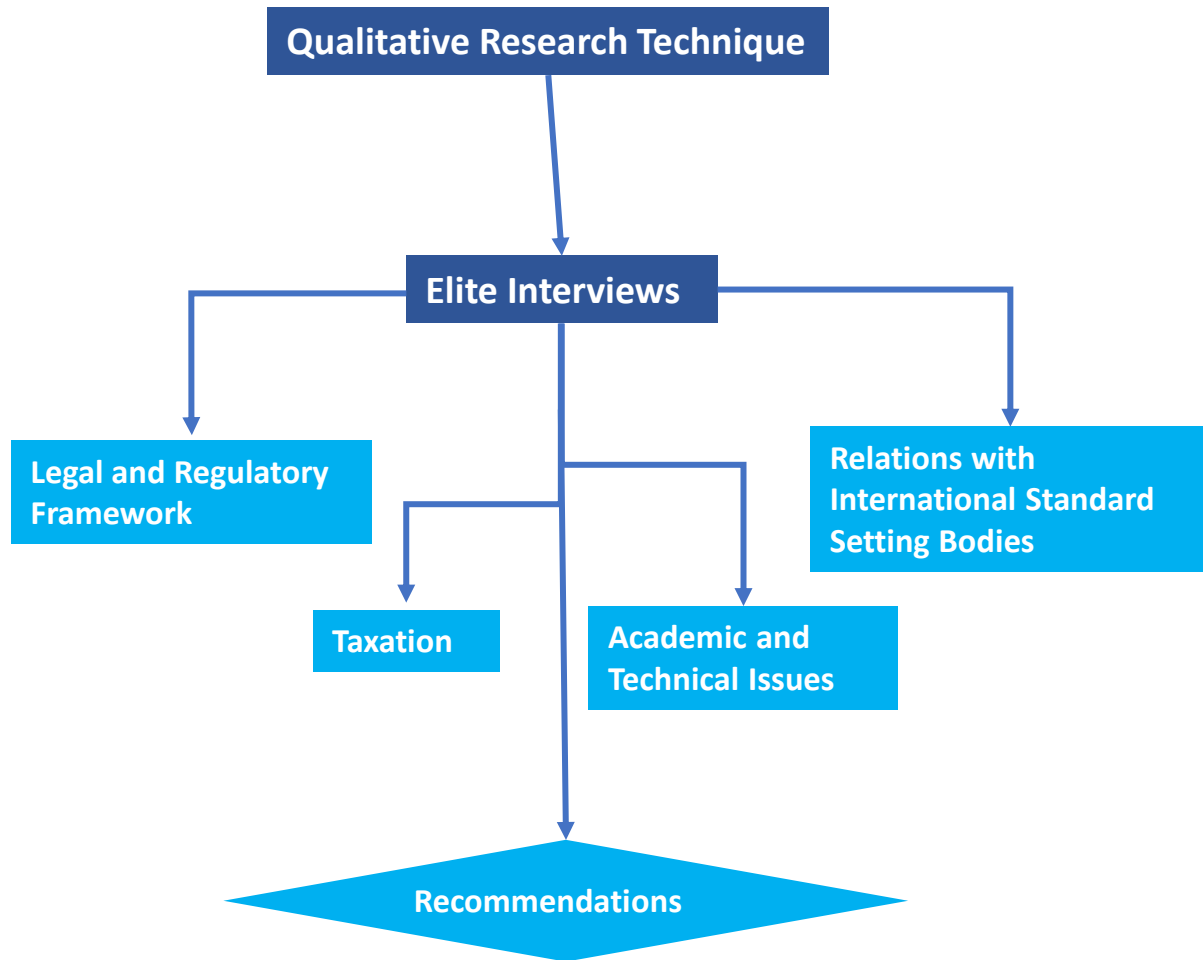 Qualitative Research Technique
Elite Interviews
Legal and Regulatory
Framework
Relations with
International Standard
Setting Bodies
Taxation
Academic and
Technical Issues
Recommendations